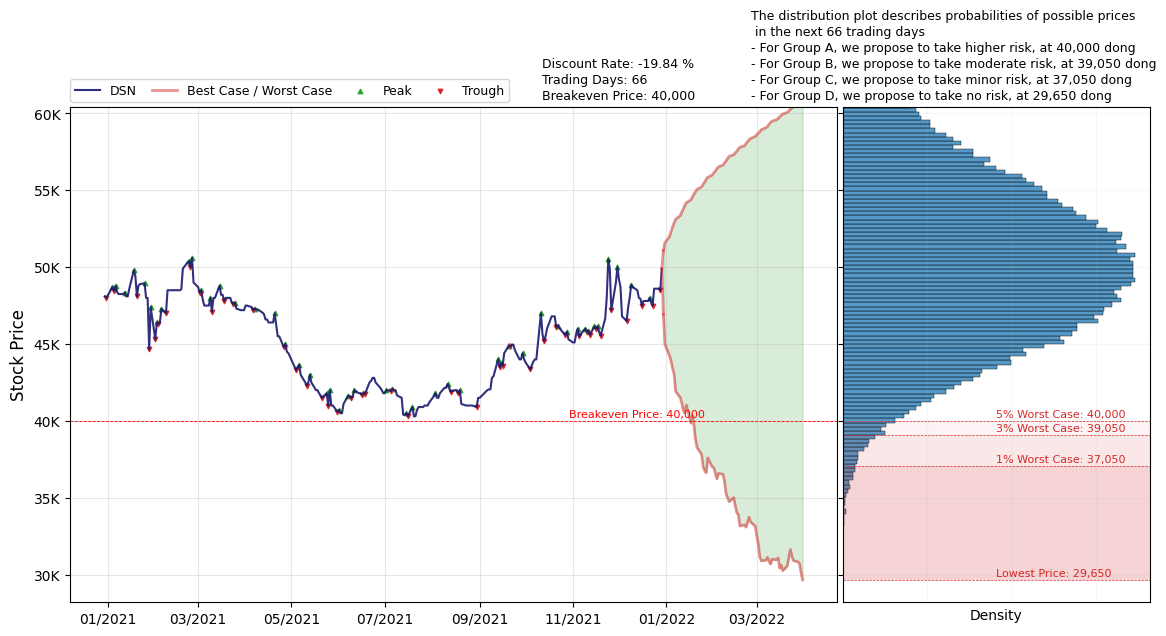 The distribution plot describes probabilities of possible prices
in the next 66 trading days
- For Group A, we propose to take higher risk, at 40,000 dong
- For Group B, we propose to take moderate risk, at 39,050 dong
- For Group C, we propose to take minor risk, at 37,050 dong
- For Group D, we propose to take no risk, at 29,650 dong
Discount Rate: -19.84 %
Trading Days: 66
Breakeven Price: 40,000
DSN
Best Case / Worst Case
Peak
Trough
Stock Price
60K
55K
50K
45K
40K
35K
30K
Breakeven Price: 40,000
01/2021
03/2021
05/2021
07/2021
09/2021
11/2021
01/2022
03/2022
5% Worst Case: 40,000
3% Worst Case: 39,050
1% Worst Case: 37,050
Lowest Price: 29,650
Density